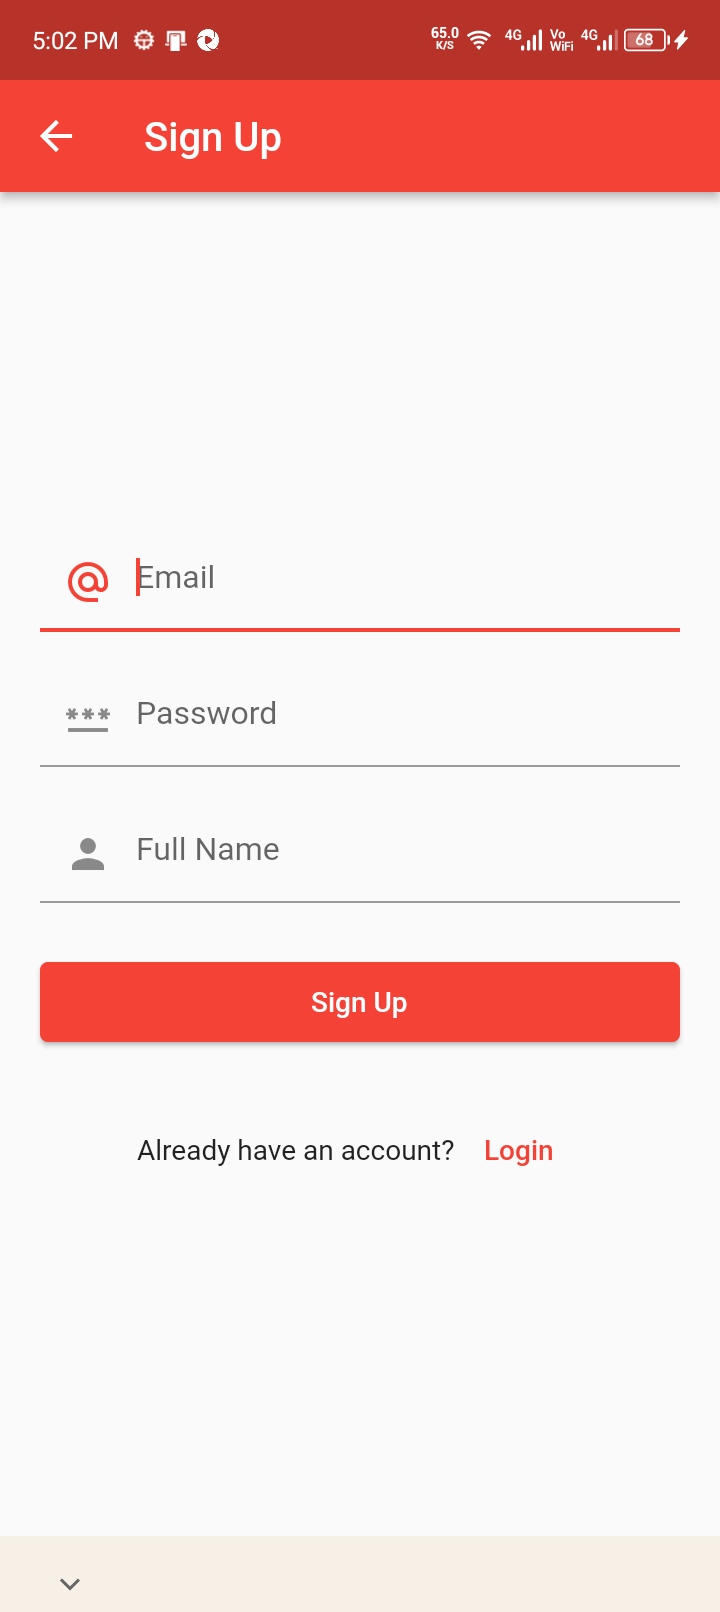 5:02 PM 65.0 K/S 4G Vo WiFi 4G 68
Sign Up
Email
Password
Full Name
Sign Up
Already have an account? Login